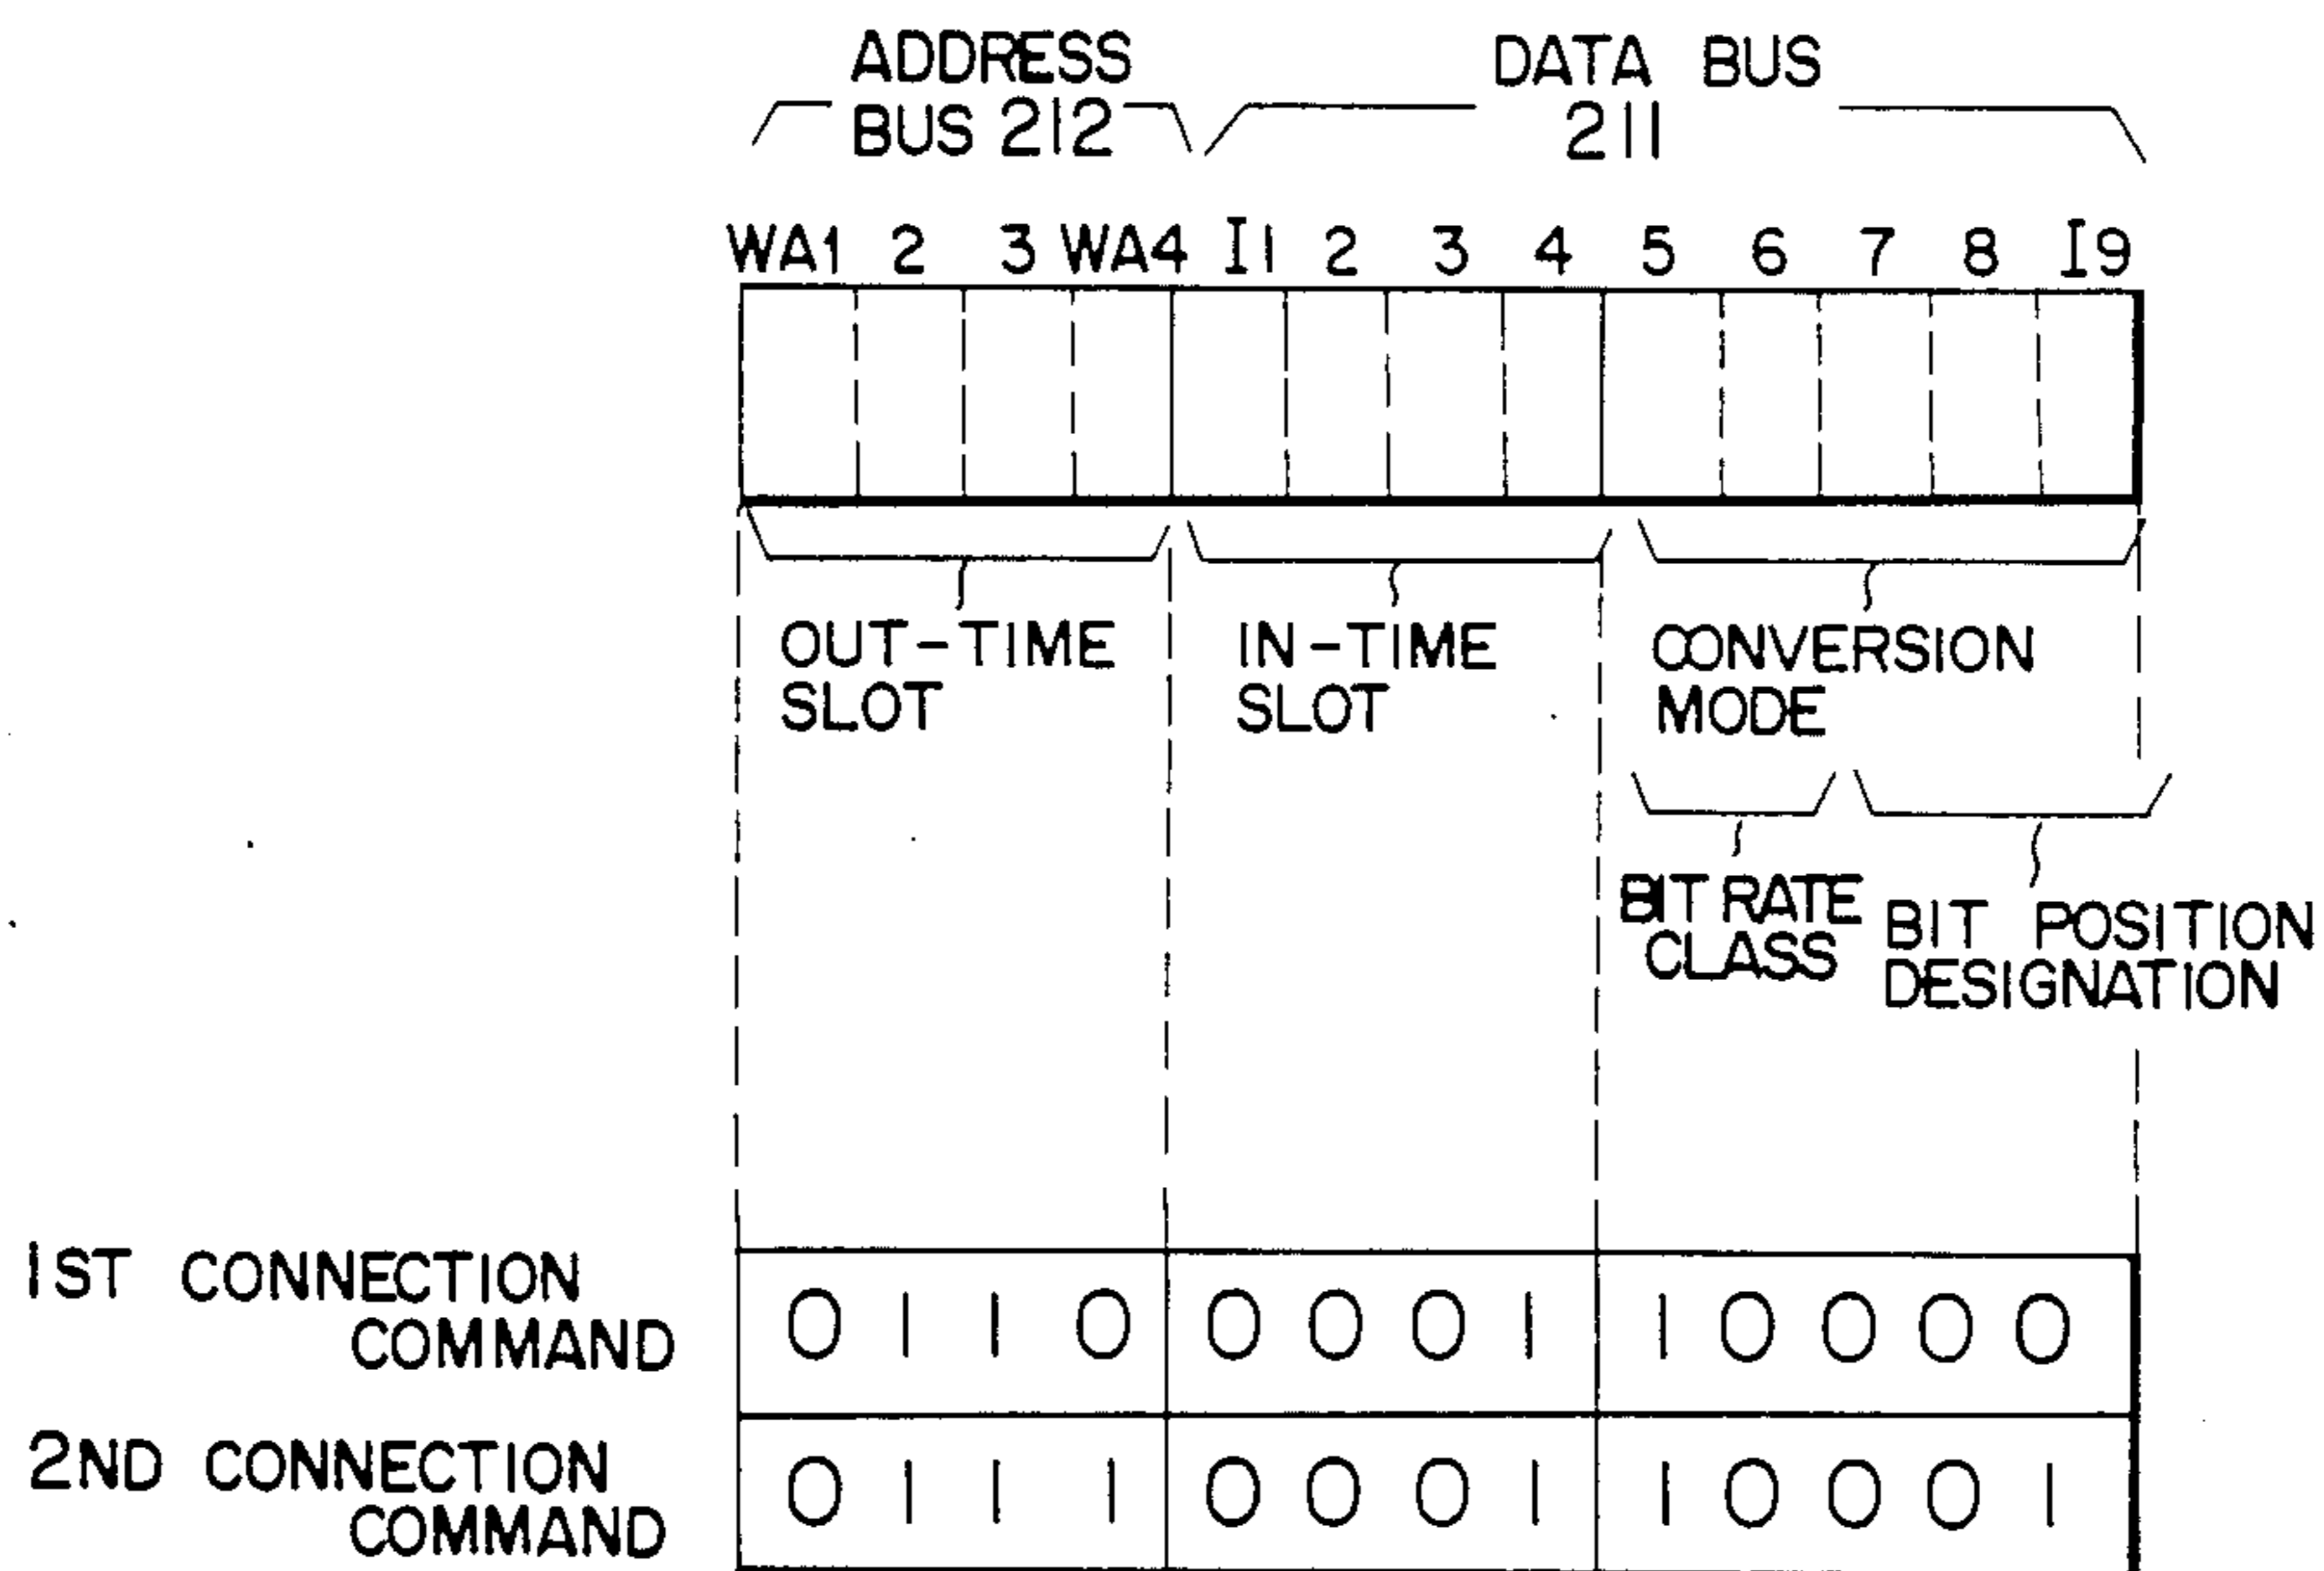 ADDRESS
BUS 212
DATA BUS
211
WA1 2 3 WA4 I1 2 3 4 5 6 7 8 I9
OUT-TIME
SLOT
IN-TIME
SLOT
CONVERSION
MODE
BIT RATE
CLASS
BIT POSITION
DESIGNATION
1ST CONNECTION
COMMAND
0 1 1 0 0 0 0 1 1 0 0 0 0
2ND CONNECTION
COMMAND
0 1 1 1 0 0 0 1 1 0 0 0 1